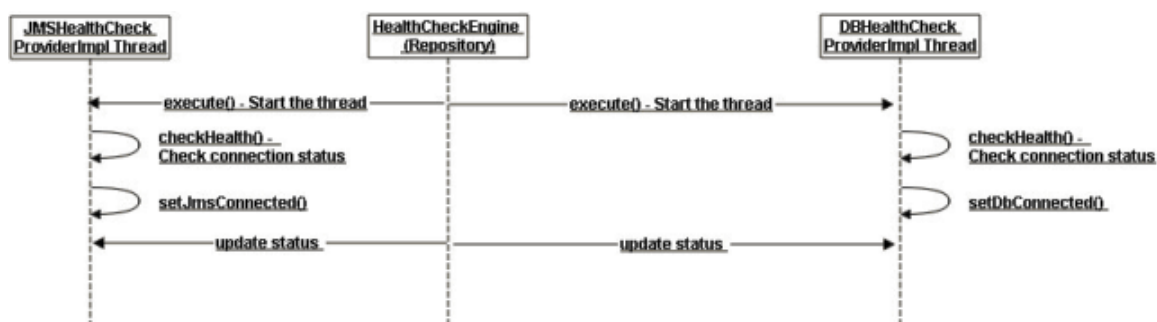 JMSHealthCheck
ProviderImpl Thread
HealthCheckEngine
(Repository)
DBHealthCheck
ProviderImpl Thread
execute() - Start the thread
execute() - Start the thread
checkHealth() -
Check connection status
checkHealth() -
Check connection status
setJmsConnected()
setDbConnected()
update status
update status